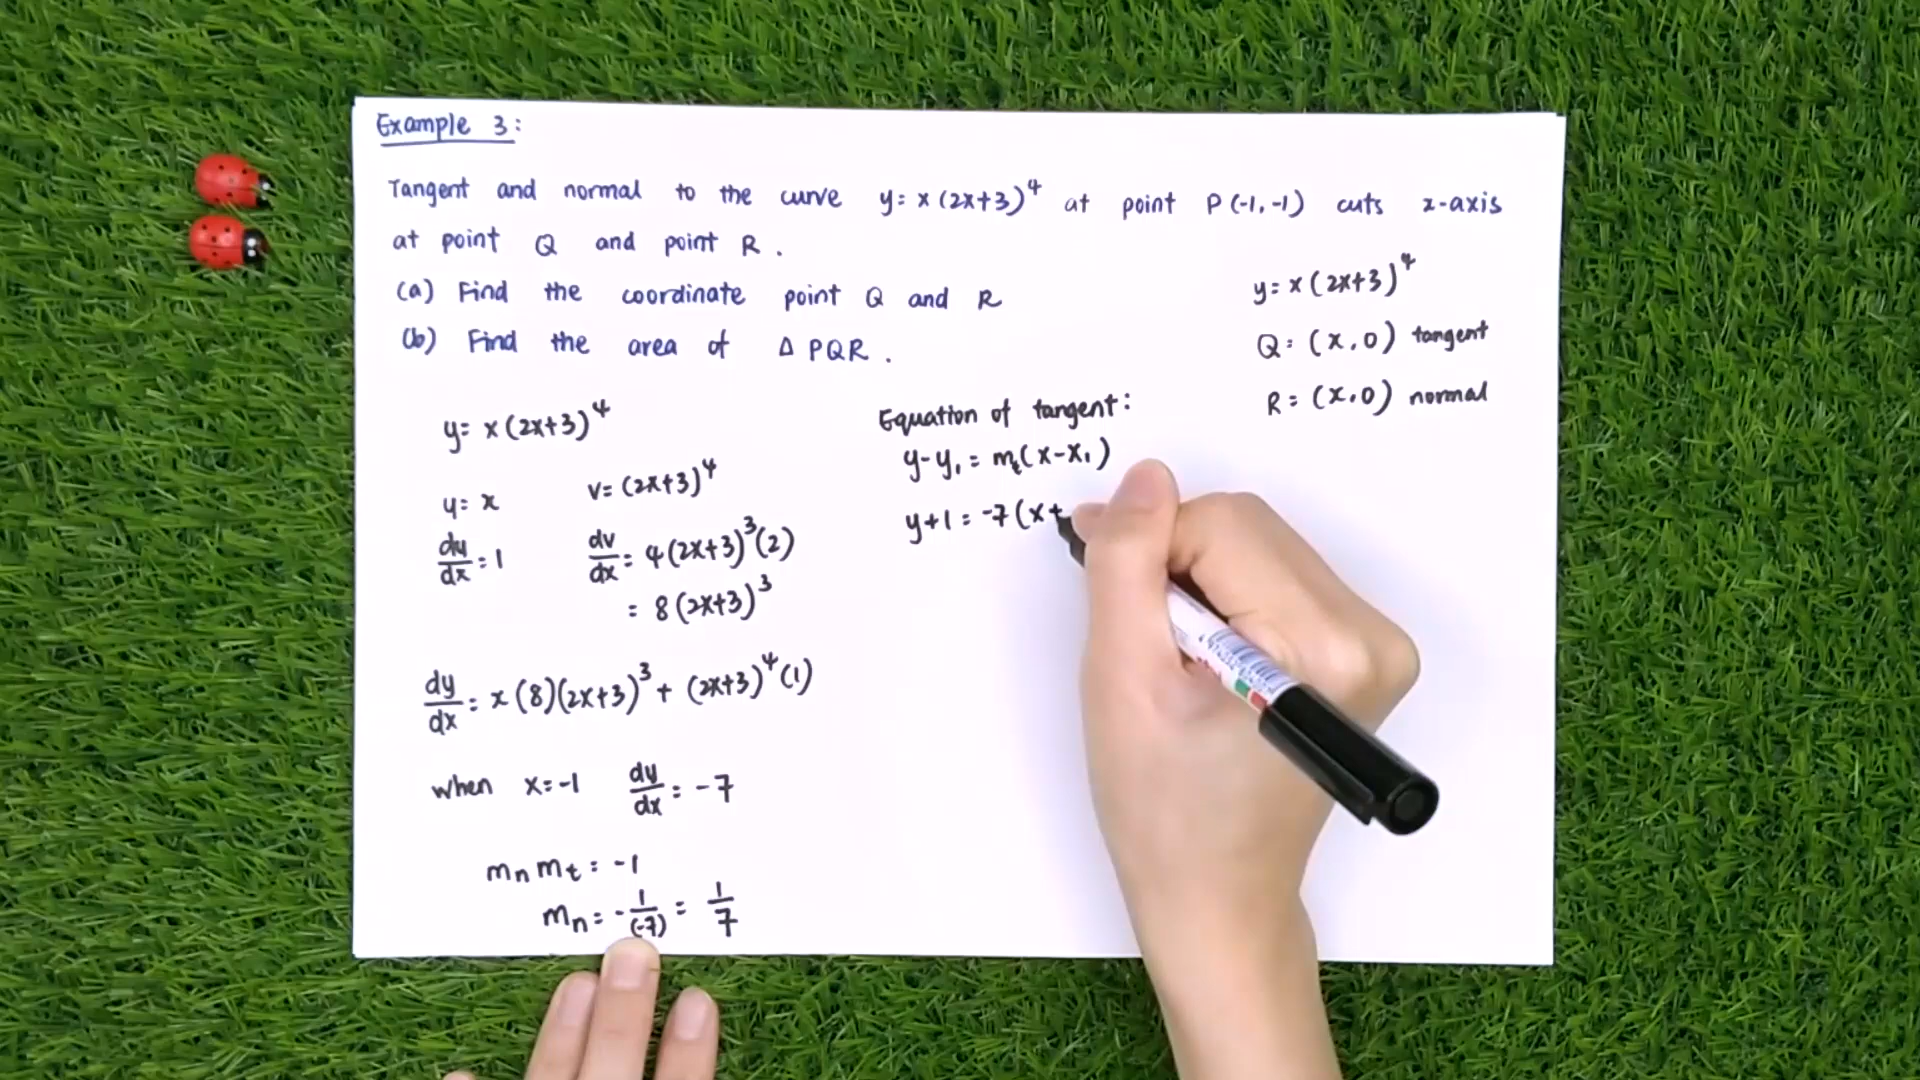 Example 3:
Tangent and normal to the curve y = x(2x+3)⁴ at point P(-1,-1) cuts x-axis
at point Q and point R.
(a) Find the coordinate point Q and R
(b) Find the area of Δ PQR.
y = x(2x+3)⁴
Q = (x, 0) tangent
R = (x, 0) normal
y = x(2x+3)⁴
u = x v = (2x+3)⁴
du/dx = 1 dv/dx = 4(2x+3)³(2)
= 8(2x+3)³
dy/dx = x(8)(2x+3)³ + (2x+3)⁴(1)
when x = -1 dy/dx = -7
mₙ mₜ = -1
mₙ = -1/(-7) = 1/7
Equation of tangent:
y - y₁ = mₜ(x - x₁)
y + 1 = -7(x +